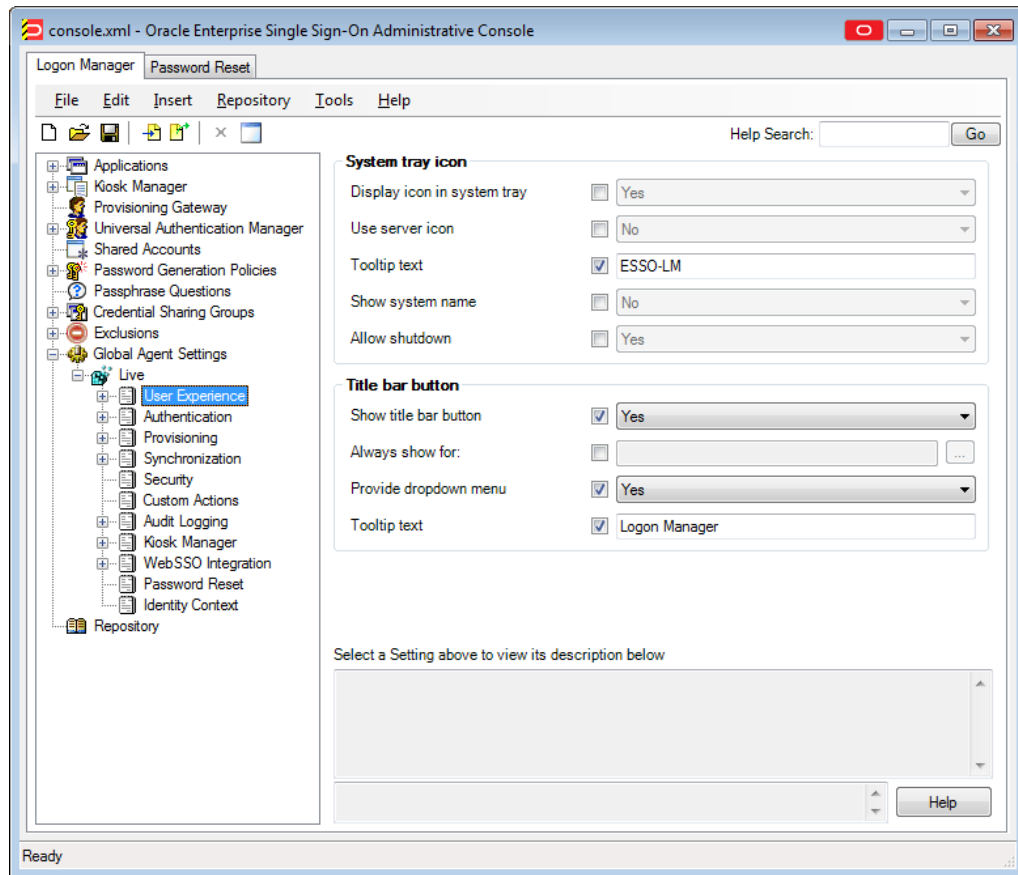 console.xml - Oracle Enterprise Single Sign-On Administrative Console
Logon Manager Password Reset
File Edit Insert Repository Tools Help
Help Search: Go
Applications
Kiosk Manager
Provisioning Gateway
Universal Authentication Manager
Shared Accounts
Password Generation Policies
Passphrase Questions
Credential Sharing Groups
Exclusions
Global Agent Settings
Live
User Experience
Authentication
Provisioning
Synchronization
Security
Custom Actions
Audit Logging
Kiosk Manager
WebSSO Integration
Password Reset
Identity Context
Repository
System tray icon
Display icon in system tray Yes
Use server icon No
Tooltip text ESSO-LM
Show system name No
Allow shutdown Yes
Title bar button
Show title bar button Yes
Always show for: ...
Provide dropdown menu Yes
Tooltip text Logon Manager
Select a Setting above to view its description below
Help
Ready